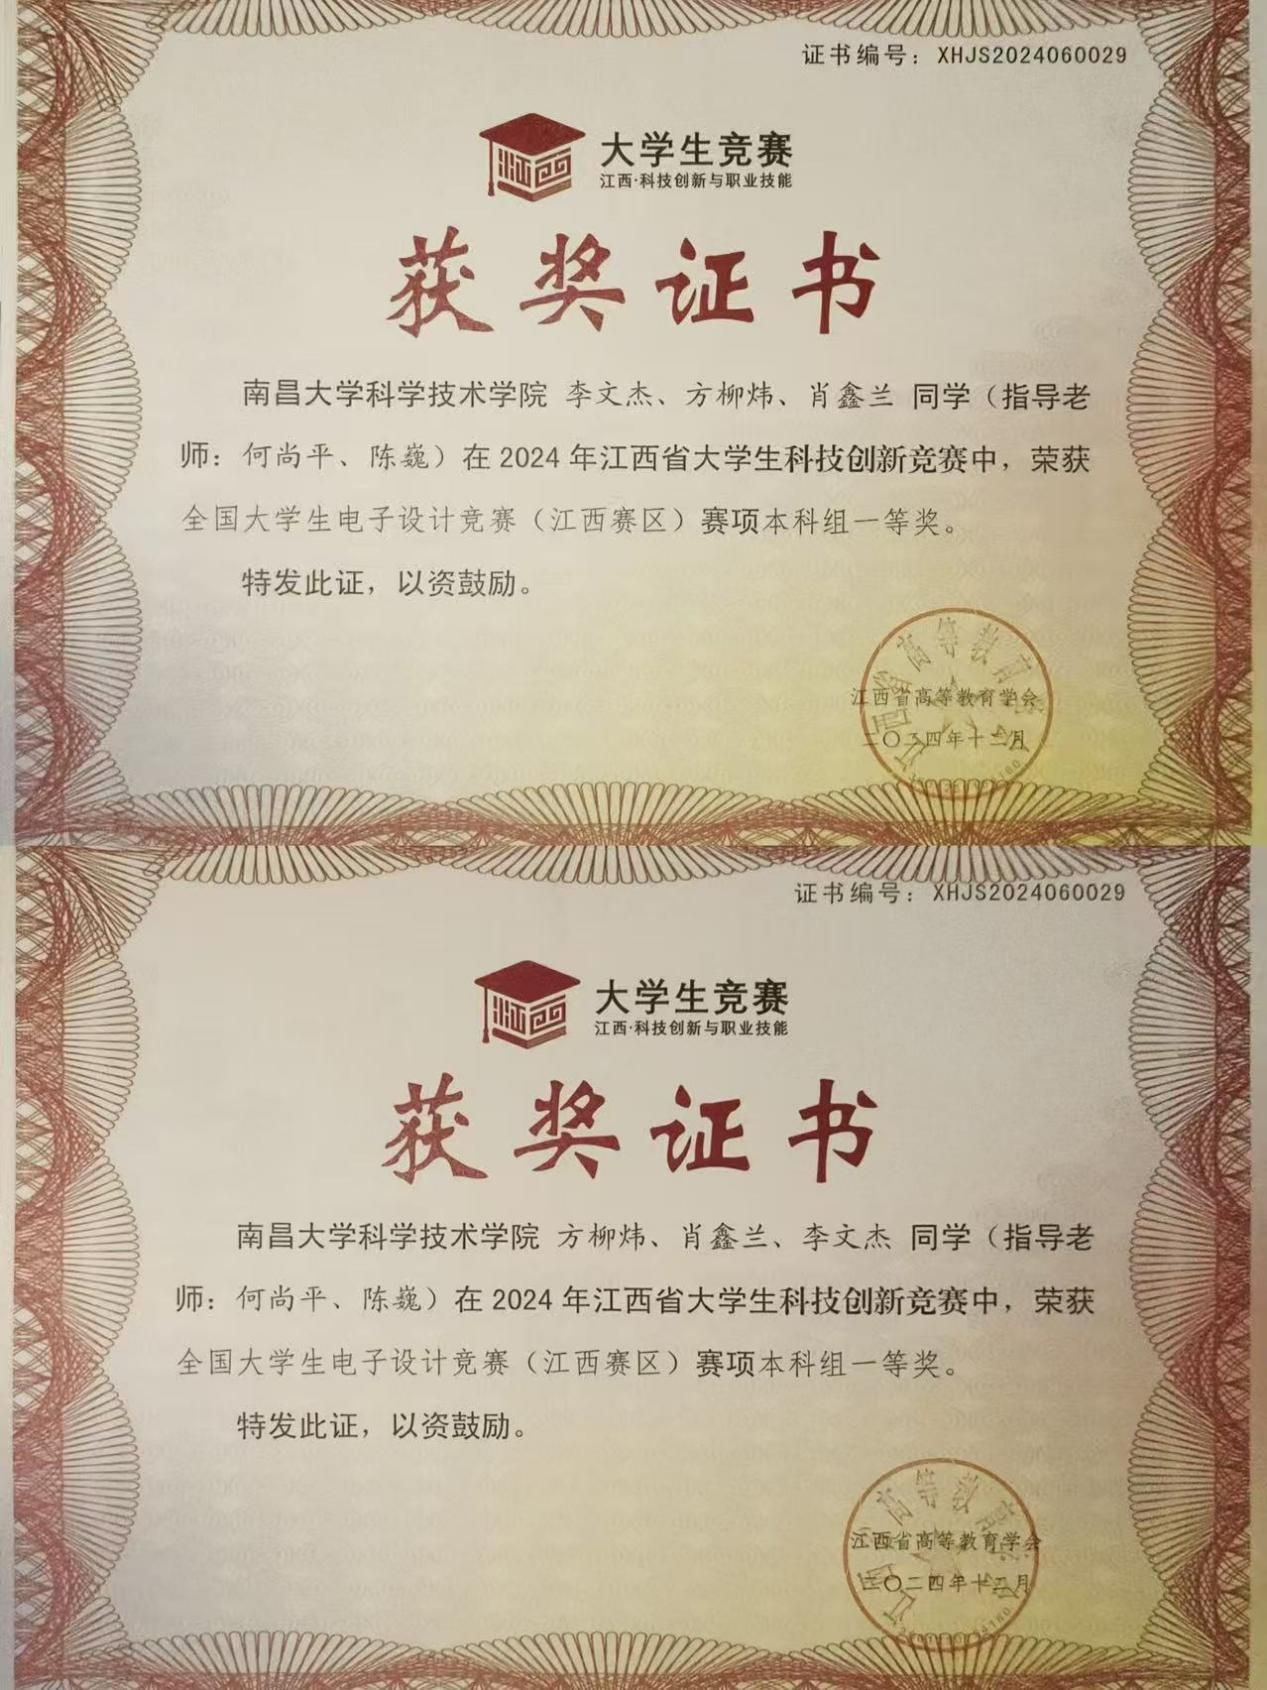 证书编号：XHJS2024060029
江西
大学生竞赛
江西·科技创新与职业技能
获奖证书
南昌大学科学技术学院 李文杰、方柳炜、肖鑫兰 同学（指导老
师：何尚平、陈巍）在 2024 年江西省大学生科技创新竞赛中，荣获
全国大学生电子设计竞赛（江西赛区）赛项本科组一等奖。
特发此证，以资鼓励。
江西省高等教育学会
二〇二四年十二月
证书编号：XHJS2024060029
江西
大学生竞赛
江西·科技创新与职业技能
获奖证书
南昌大学科学技术学院 方柳炜、肖鑫兰、李文杰 同学（指导老
师：何尚平、陈巍）在 2024 年江西省大学生科技创新竞赛中，荣获
全国大学生电子设计竞赛（江西赛区）赛项本科组一等奖。
特发此证，以资鼓励。
江西省高等教育学会
二〇二四年十二月